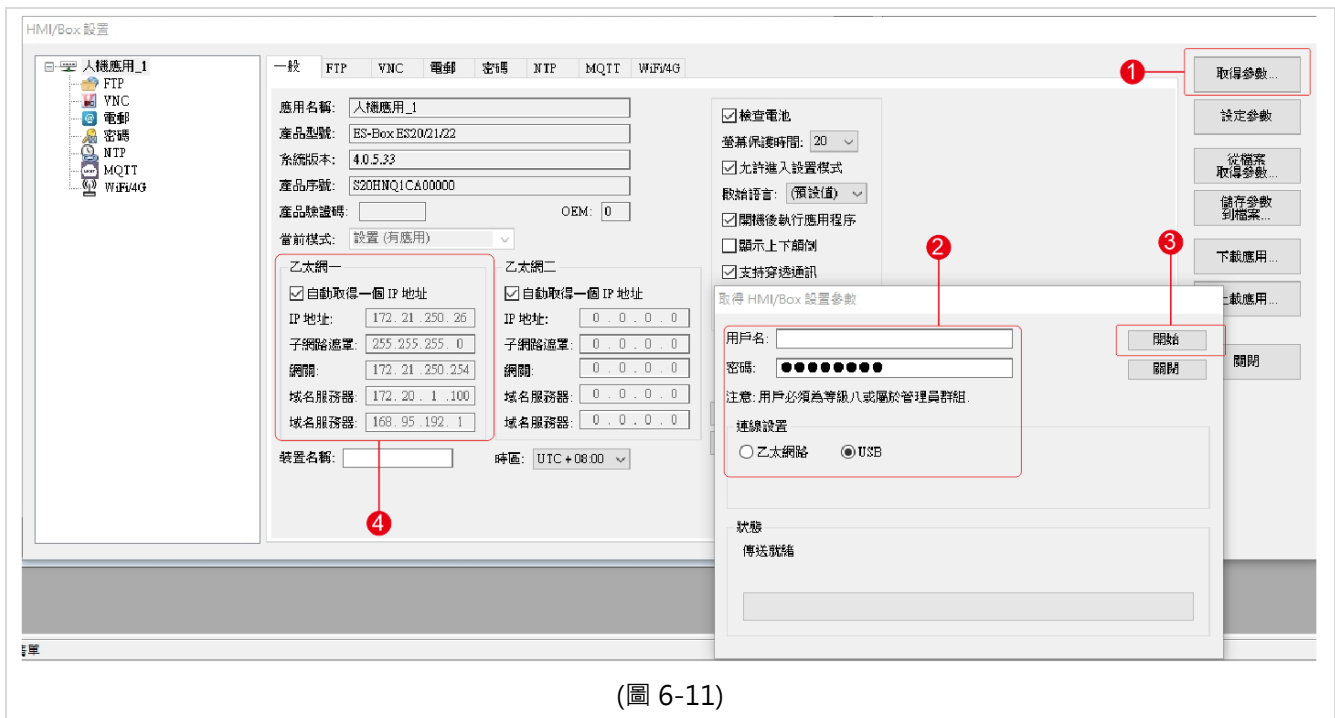 HMI/Box 設置
人機應用_1
FTP
VNC
電郵
密碼
NTP
MQTT
WiFi/4G
一般 FTP VNC 電郵 密碼 NTP MQTT WiFi/4G
應用名稱: 人機應用_1
產品型號: ES-Box ES20/21/22
系統版本: 4.0.5.33
產品序號: S20HNQ1CA00000
產品驗證碼: OEM: 0
當前模式: 設置 (有應用)
乙太網一
自動取得一個 IP 地址
IP 地址: 172 . 21 . 250 . 26
子網路遮罩: 255 . 255 . 255 . 0
網關: 172 . 21 . 250 . 254
域名服務器: 172 . 20 . 1 . 100
域名服務器: 168 . 95 . 192 . 1
乙太網二
自動取得一個 IP 地址
IP 地址: 0 . 0 . 0 . 0
子網路遮罩: 0 . 0 . 0 . 0
網關: 0 . 0 . 0 . 0
域名服務器: 0 . 0 . 0 . 0
域名服務器: 0 . 0 . 0 . 0
裝置名稱: 時區: UTC + 08:00
4
檢查電池
螢幕保護時間: 20
允許進入設置模式
啟始語言: (預設值)
開機後執行應用程序
顯示上下顛倒
支持穿透通訊
1
取得參數...
設定參數
從檔案
取得參數...
儲存參數
到檔案...
下載應用...
上載應用...
關閉
2
3
取得 HMI/Box 設置參數
用戶名: 開始
密碼: ●●●●●●●● 關閉
注意: 用戶必須為等級八或屬於管理員群組.
連線設置
乙太網路 USB
狀態
傳送就緒
單
(圖 6-11)